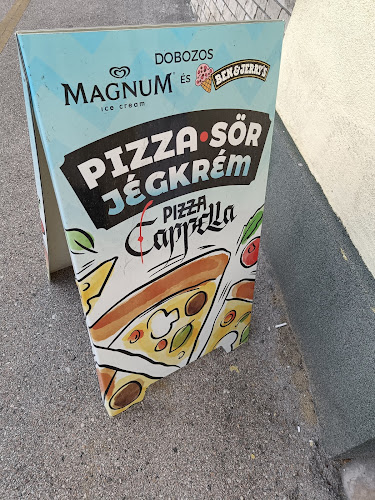 DOBOZOS
MAGNUM ÉS BEN & JERRY'S
ice cream
PIZZA • SÖR
JÉGKRÉM
PIZZA
Cappella